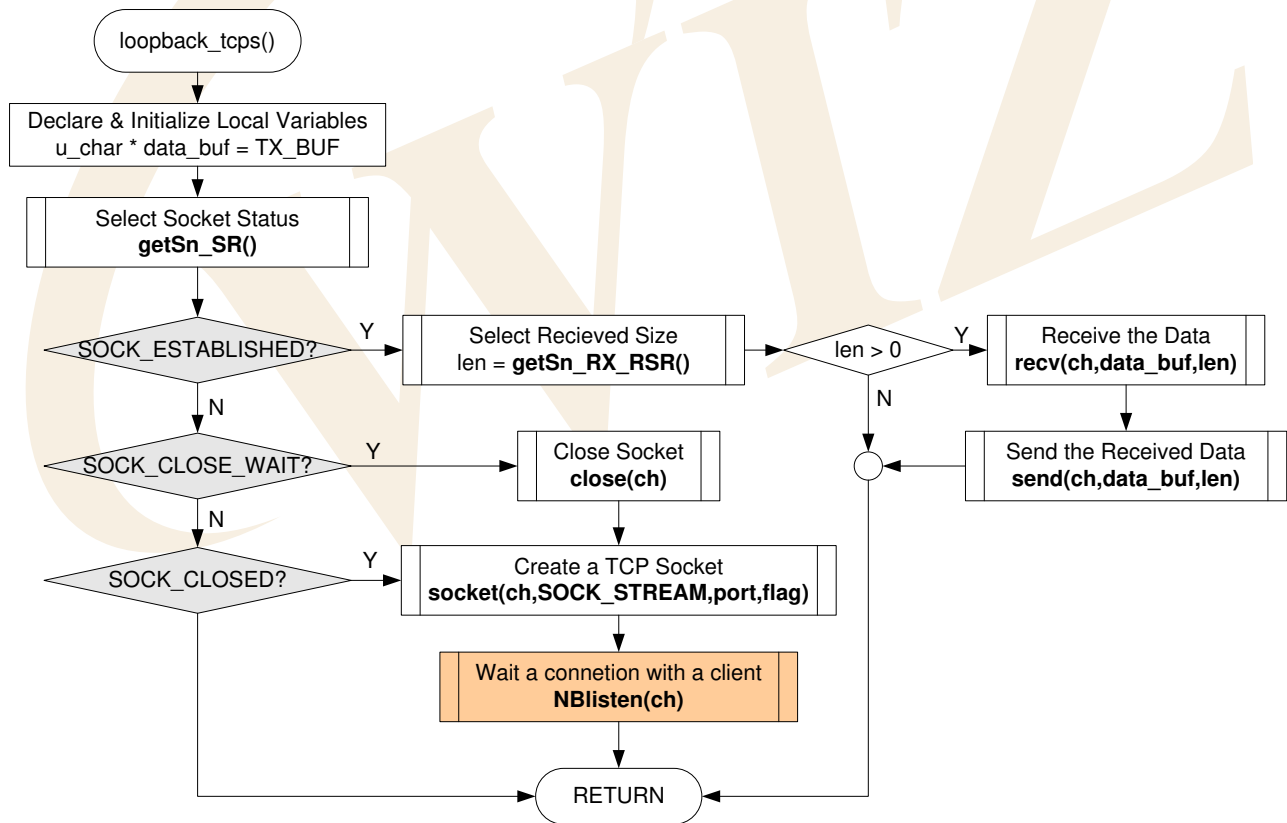 loopback_tcps()
Declare & Initialize Local Variables
u_char * data_buf = TX_BUF
Select Socket Status
getSn_SR()
SOCK_ESTABLISHED?
Y
Select Recieved Size
len = getSn_RX_RSR()
len > 0
Y
Receive the Data
recv(ch,data_buf,len)
N
N
SOCK_CLOSE_WAIT?
Y
Close Socket
close(ch)
Send the Received Data
send(ch,data_buf,len)
N
SOCK_CLOSED?
Y
Create a TCP Socket
socket(ch,SOCK_STREAM,port,flag)
Wait a connetion with a client
NBlisten(ch)
RETURN
WIZ